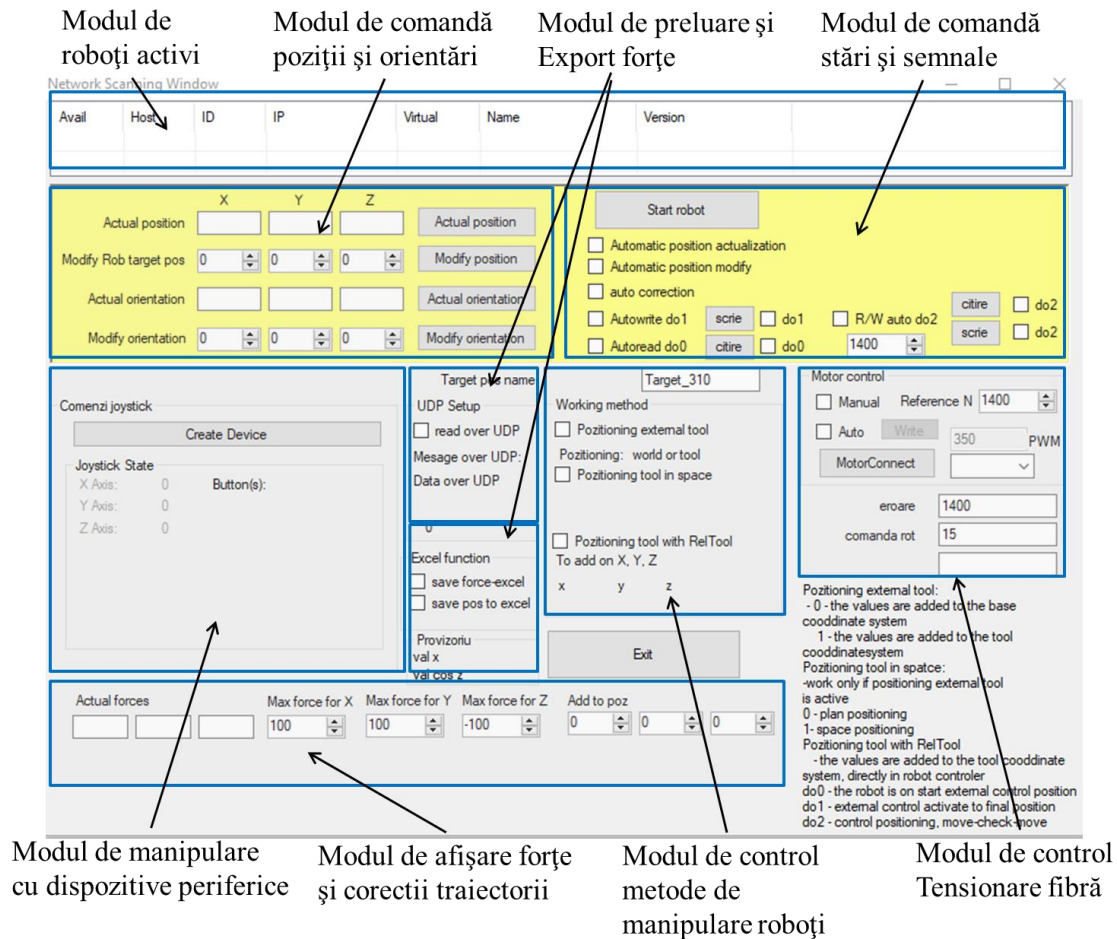 Modul de
roboţi activi
Modul de comandă
poziţii şi orientări
Modul de preluare şi
Export forţe
Modul de comandă
stări şi semnale
Network Scanning Window
Avail Host ID IP Virtual Name Version
X Y Z
Actual position Actual position
Modify Rob target pos 0 0 0 Modify position
Actual orientation Actual orientation
Modify orientation 0 0 0 Modify orientation
Start robot
Automatic position actualization
Automatic position modify
auto correction
Autowrite do1 scrie do1 R/W auto do2 citire do2
Autoread do0 citire do0 1400 scrie do2
Comenzi joystick
Create Device
Joystick State
X Axis: 0 Button(s):
Y Axis: 0
Z Axis: 0
Target pos name Target_310
UDP Setup
read over UDP
Mesage over UDP:
Data over UDP
0
Excel function
save force-excel
save pos to excel
Provizoriu
val x
val cos z
Working method
Pozitioning external tool
Pozitioning: world or tool
Pozitioning tool in space
Pozitioning tool with RelTool
To add on X, Y, Z
x y z
Exit
Motor control
Manual Reference N 1400
Auto Write 350 PWM
MotorConnect
eroare 1400
comanda rot 15
Pozitioning external tool:
- 0 - the values are added to the base
cooddinate system
1 - the values are added to the tool
cooddinatesystem
Pozitioning tool in spatce:
-work only if positioning external tool
is active
0 - plan positioning
1- space positioning
Pozitioning tool with RelTool
- the values are added to the tool cooddinate
system, directly in robot controler
do0 - the robot is on start external control position
do1 - external control activate to final position
do2 - control positioning, move-check-move
Actual forces Max force for X Max force for Y Max force for Z Add to poz
100 100 -100 0 0 0
Modul de manipulare
cu dispozitive periferice
Modul de afişare forţe
şi corectii traiectorii
Modul de control
metode de
manipulare roboţi
Modul de control
Tensionare fibră